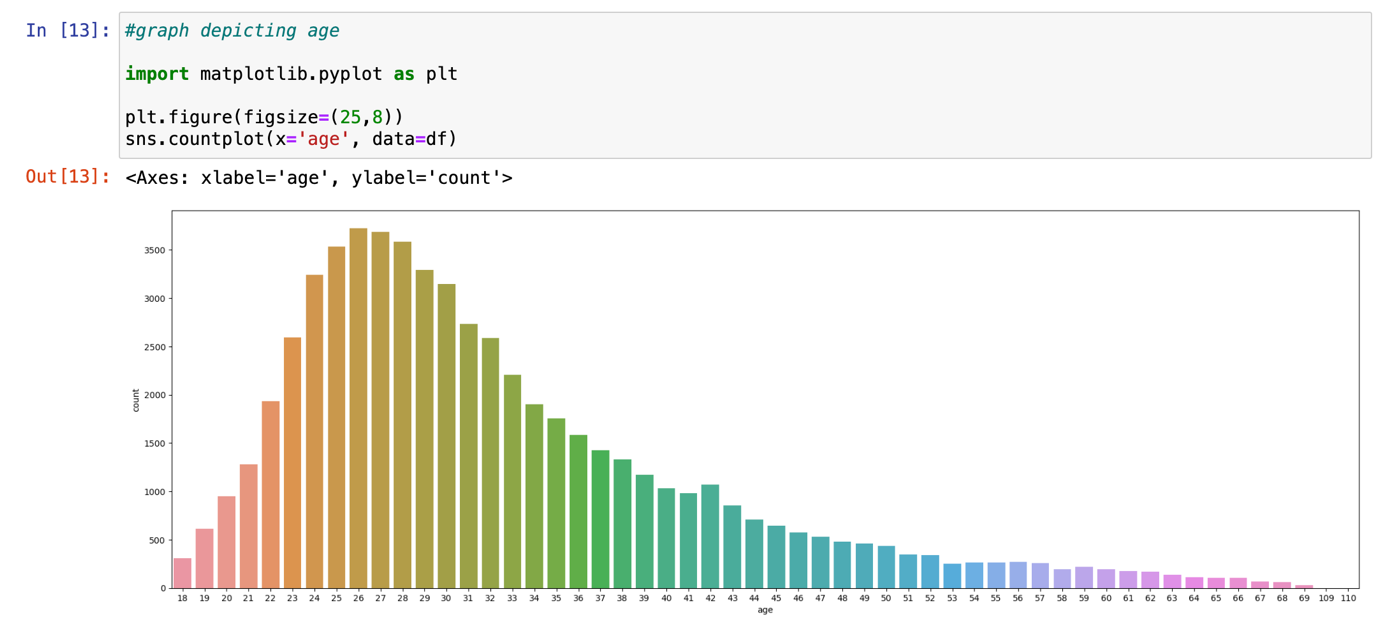 In [13]: #graph depicting age
import matplotlib.pyplot as plt
plt.figure(figsize=(25,8))
sns.countplot(x='age', data=df)
Out[13]: <Axes: xlabel='age', ylabel='count'>
3500
3000
2500
2000
1500
1000
500
0
count
18 19 20 21 22 23 24 25 26 27 28 29 30 31 32 33 34 35 36 37 38 39 40 41 42 43 44 45 46 47 48 49 50 51 52 53 54 55 56 57 58 59 60 61 62 63 64 65 66 67 68 69 109 110
age